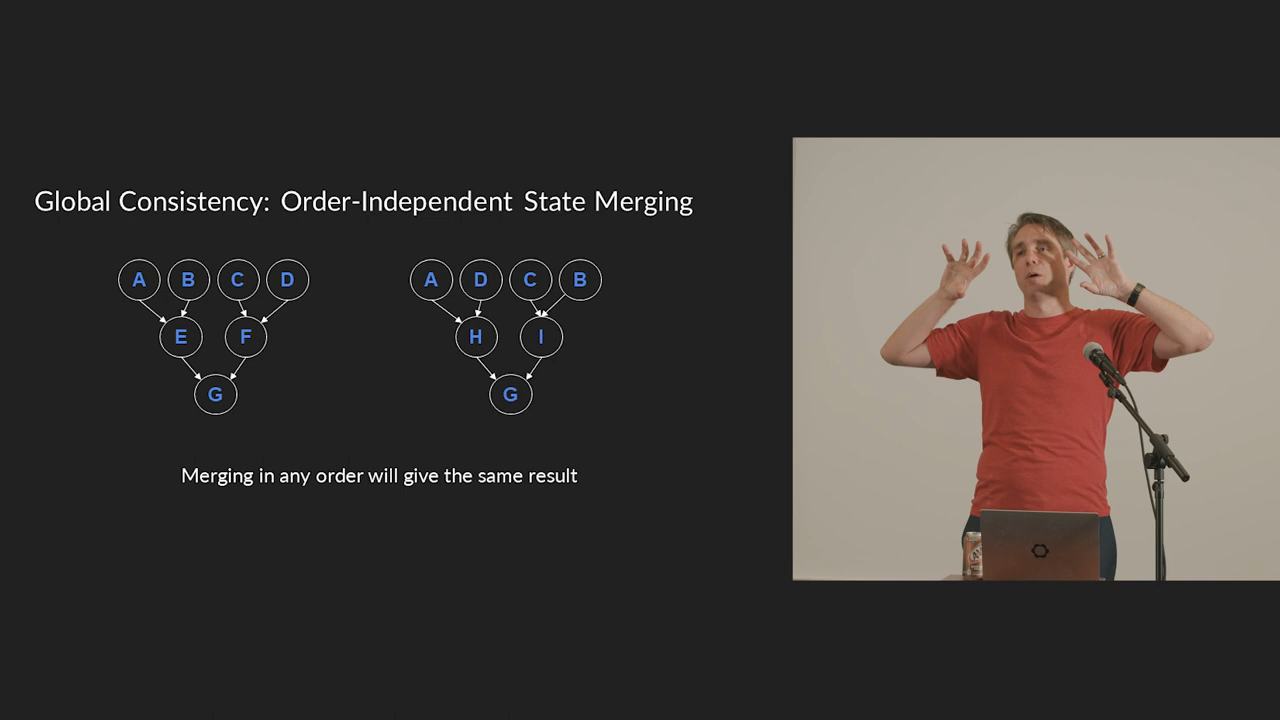 Global Consistency: Order-Independent State Merging
A B C D
A D C B
E F
H I
G
G
Merging in any order will give the same result